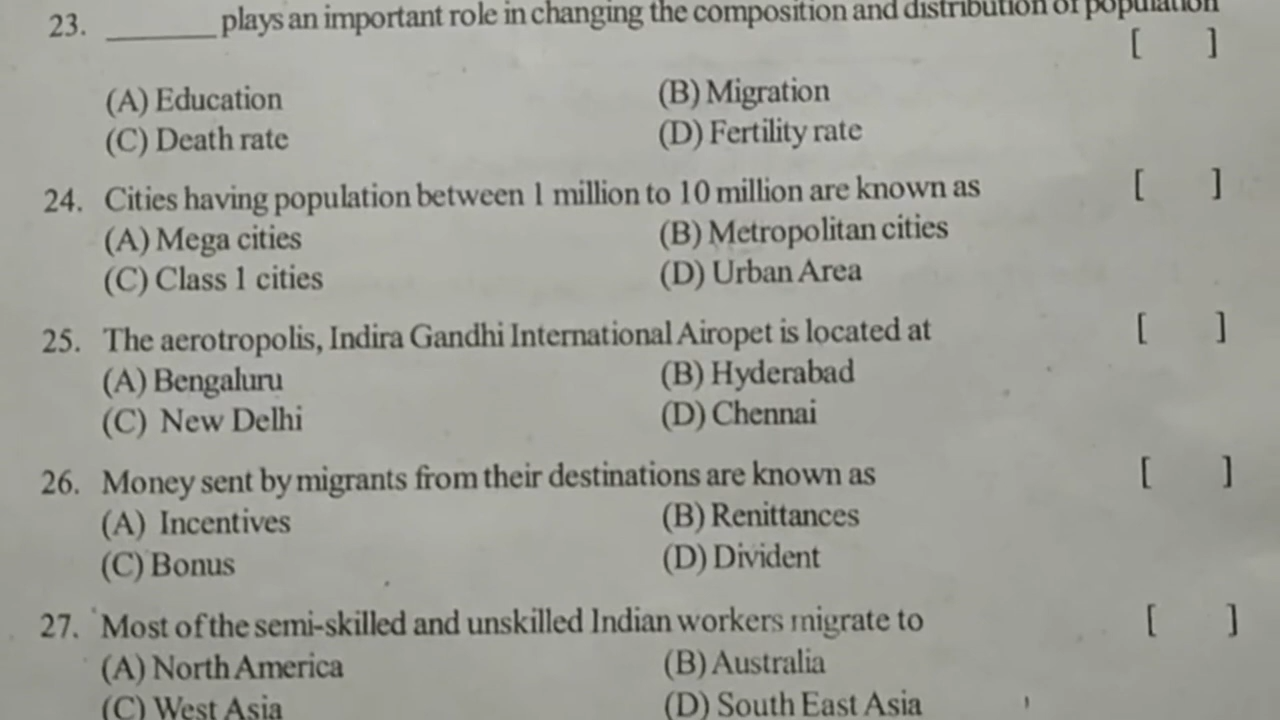 23. _______ plays an important role in changing the composition and distribution of population
[ ]
(A) Education (B) Migration
(C) Death rate (D) Fertility rate
24. Cities having population between 1 million to 10 million are known as [ ]
(A) Mega cities (B) Metropolitan cities
(C) Class 1 cities (D) Urban Area
25. The aerotropolis, Indira Gandhi International Airopet is located at [ ]
(A) Bengaluru (B) Hyderabad
(C) New Delhi (D) Chennai
26. Money sent by migrants from their destinations are known as [ ]
(A) Incentives (B) Renittances
(C) Bonus (D) Divident
27. Most of the semi-skilled and unskilled Indian workers migrate to [ ]
(A) North America (B) Australia
(C) West Asia (D) South East Asia